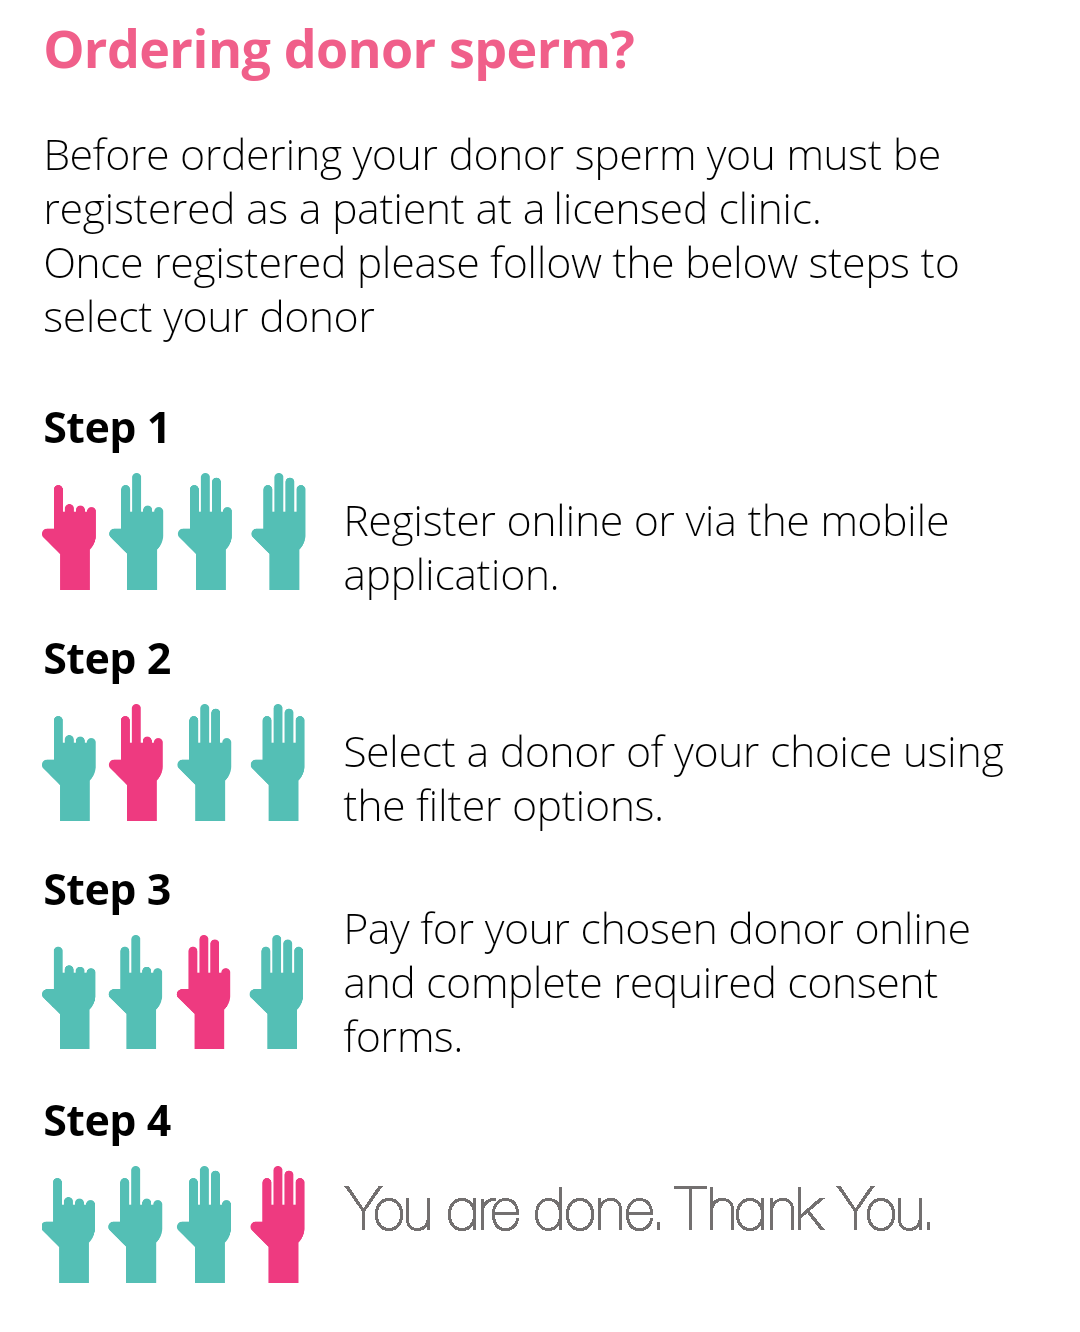 Ordering donor sperm?
Before ordering your donor sperm you must be
registered as a patient at a licensed clinic.
Once registered please follow the below steps to
select your donor
Step 1
Register online or via the mobile
application.
Step 2
Select a donor of your choice using
the filter options.
Step 3
Pay for your chosen donor online
and complete required consent
forms.
Step 4
You are done. Thank You.